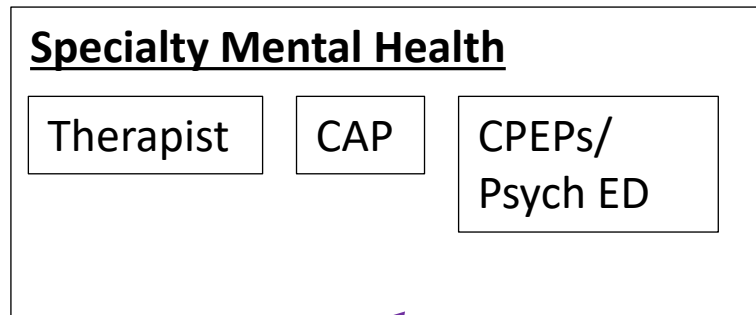 Specialty Mental Health
Therapist
CAP
CPEPs/
Psych ED